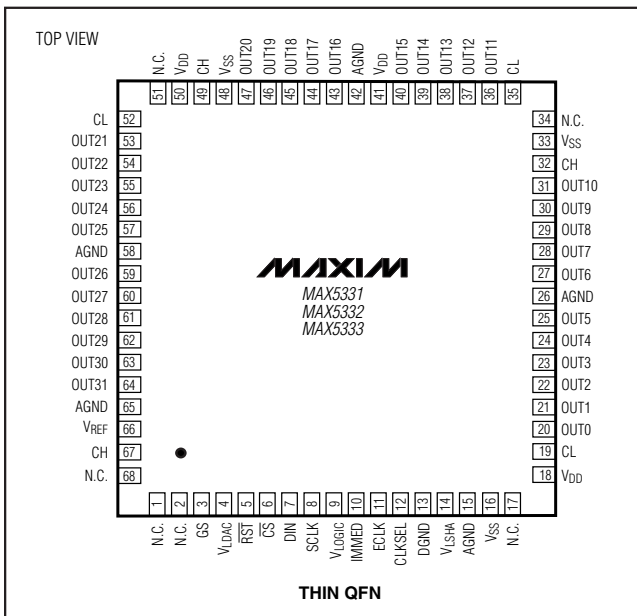 TOP VIEW
N.C.
VDD
CH
VSS
OUT20
OUT19
OUT18
OUT17
OUT16
AGND
VDD
OUT15
OUT14
OUT13
OUT12
OUT11
CL
51 50 49 48 47 46 45 44 43 42 41 40 39 38 37 36 35
CL 52
OUT21 53
OUT22 54
OUT23 55
OUT24 56
OUT25 57
AGND 58
OUT26 59
OUT27 60
OUT28 61
OUT29 62
OUT30 63
OUT31 64
AGND 65
VREF 66
CH 67
N.C. 68
MAXIM
MAX5331
MAX5332
MAX5333
34 N.C.
33 VSS
32 CH
31 OUT10
30 OUT9
29 OUT8
28 OUT7
27 OUT6
26 AGND
25 OUT5
24 OUT4
23 OUT3
22 OUT2
21 OUT1
20 OUT0
19 CL
18 VDD
1 2 3 4 5 6 7 8 9 10 11 12 13 14 15 16 17
N.C.
N.C.
GS
VLDAC
RST
CS
DIN
SCLK
VLOGIC
IMMED
ECLK
CLKSEL
DGND
VLSHA
AGND
VSS
N.C.
THIN QFN